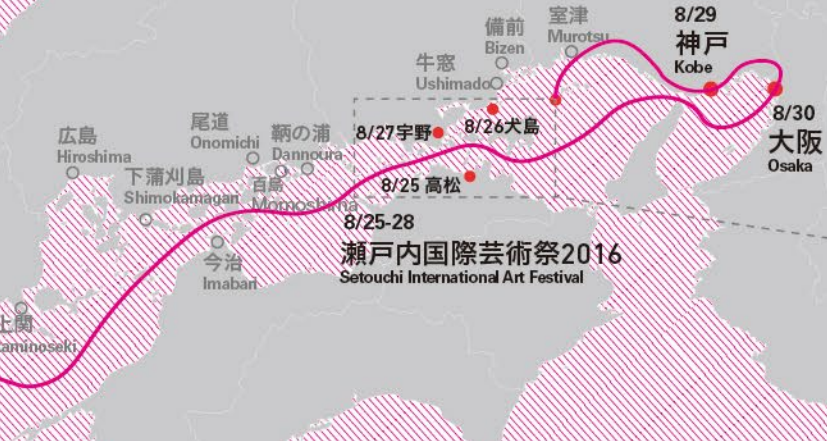 室津
Murotsu
8/29
神戸
Kobe
備前
Bizen
牛窓
Ushimado
8/30
大阪
Osaka
8/26犬島
8/27宇野
8/25 高松
尾道
Onomichi
鞆の浦
Dannoura
百島
Momoshima
広島
Hiroshima
下蒲刈島
Shimokamagari
8/25-28
瀬戸内国際芸術祭2016
Setouchi International Art Festival
今治
Imabari
上関
Kaminoseki